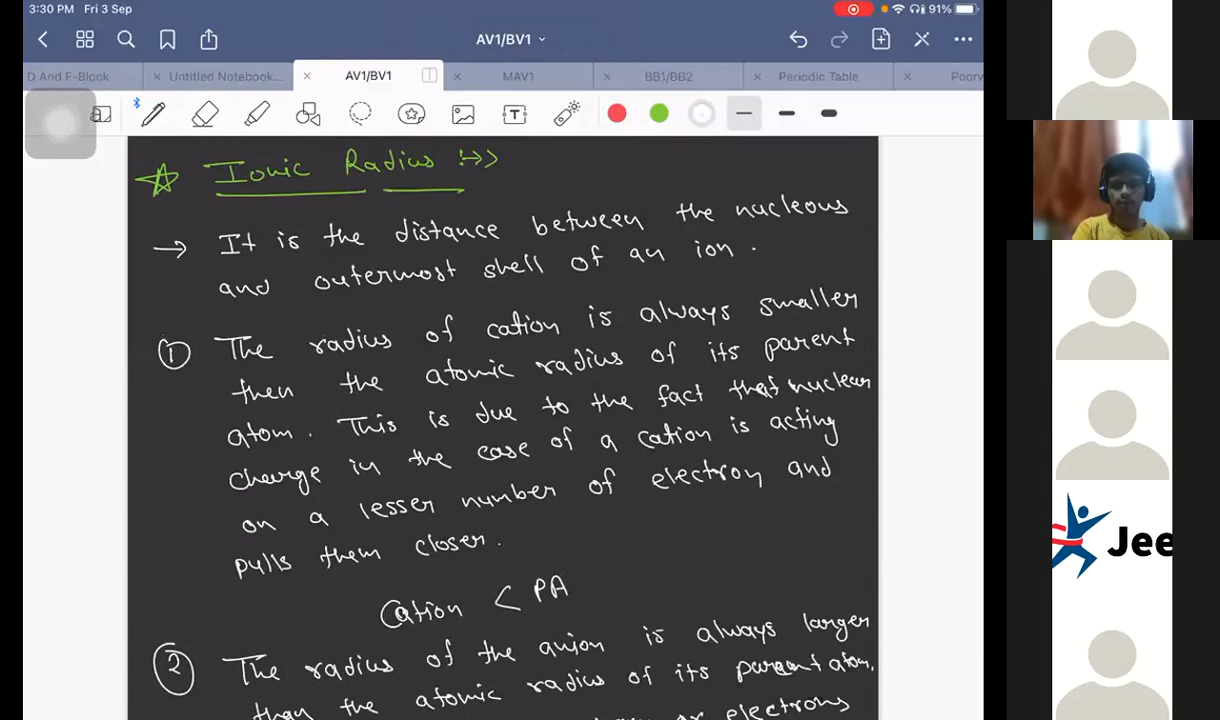 3:30 PM Fri 3 Sep
91%
AV1/BV1
D And F-Block
Untitled Notebook...
AV1/BV1
MAV1
BB1/BB2
Periodic Table
Poorv
Ionic Radius :→>>
→ It is the distance between the nucleous
and outermost shell of an ion.
① The radius of cation is always smaller
then the atomic radius of its parent
atom. This is due to the fact that nuclear
charge in the case of a cation is acting
on a lesser number of electron and
pulls them closer.
Cation < PA
② The radius of the anion is always larger
than the atomic radius of its parent atom.
or electrons
Jee